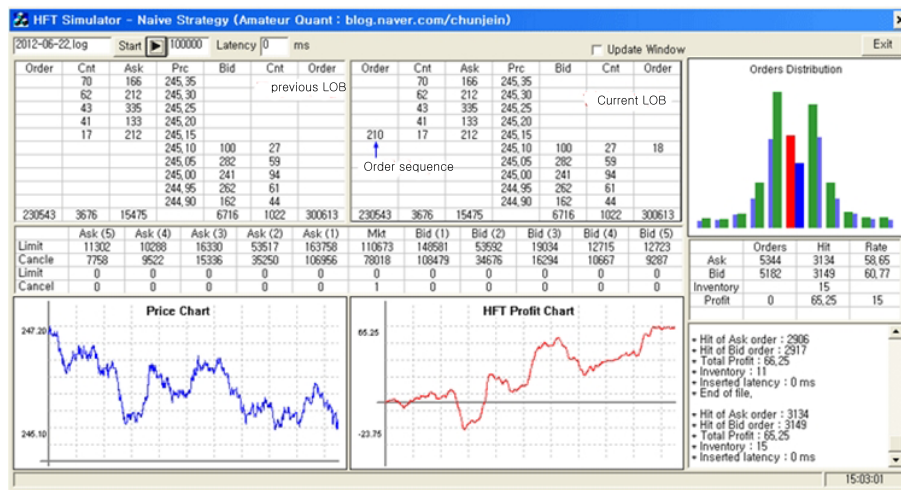 HFT Simulator - Naive Strategy (Amateur Quant : blog.naver.com/chunjein)
2012-06-22.log Start 100000 Latency 0 ms
Update Window
Exit
Order Cnt Ask Prc Bid Cnt Order
70 166 245,35
previous LOB
62 212 245,30
43 335 245,25
41 133 245,20
17 212 245,15
245,10 100 27
245,05 282 59
245,00 241 94
244,95 262 61
244,90 162 44
230543 3676 15475 6716 1022 300613
Order Cnt Ask Prc Bid Cnt Order
70 166 245,35
62 212 245,30
Current LOB
43 335 245,25
41 133 245,20
210 17 212 245,15
245,10 100 27 18
Order sequence
245,05 282 59
245,00 241 94
244,95 262 61
244,90 162 44
230543 3676 15475 6716 1022 300613
Orders Distribution
Ask (5) Ask (4) Ask (3) Ask (2) Ask (1) Mkt Bid (1) Bid (2) Bid (3) Bid (4) Bid (5)
Limit 11302 10288 16330 53517 163758 110673 148581 53592 19034 12715 12723
Cancle 7758 9522 15336 35250 106956 78018 108479 34676 16294 10667 9287
Limit 0 0 0 0 0 0 0 0 0 0 0
Cancel 0 0 0 0 0 1 0 0 0 0 0
Orders Hit Rate
Ask 5344 3134 58,65
Bid 5182 3149 60,77
Inventory 15
Profit 0 65,25 15
Price Chart
247.20
245.10
HFT Profit Chart
65.25
-23.75
* Hit of Ask order : 2906
* Hit of Bid order : 2917
* Total Profit : 66,25
* Inventory : 11
* Inserted latency : 0 ms
* End of file,
* Hit of Ask order : 3134
* Hit of Bid order : 3149
* Total Profit : 65,25
* Inventory : 15
* Inserted latency : 0 ms
15:03:01